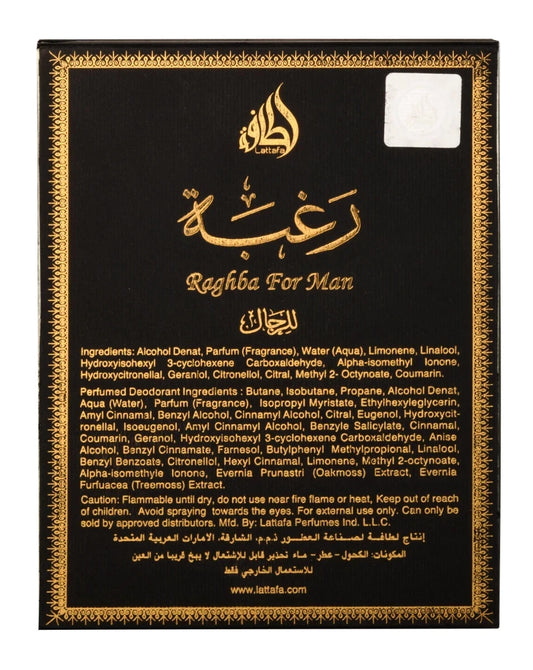 لطافة
Lattafa
رغبة
Raghba For Man
للرجال
Ingredients: Alcohol Denat, Parfum (Fragrance), Water (Aqua), Limonene, Linalool,
Hydroxyisohexyl 3-cyclohexene Carboxaldehyde, Alpha-isomethyl Ionone,
Hydroxycitronellal, Geraniol, Citronellol, Citral, Methyl 2- Octynoate, Coumarin.
Perfumed Deodorant Ingredients : Butane, Isobutane, Propane, Alcohol Denat,
Aqua (Water), Parfum (Fragrance), Isopropyl Myristate, Ethylhexyleglycerin,
Amyl Cinnamal, Benzyl Alcohol, Cinnamyl Alcohol, Citral, Eugenol, Hydroxycit-
ronellal, Isoeugenol, Amyl Cinnamyl Alcohol, Benzyle Salicylate, Cinnamal,
Coumarin, Geranol, Hydroxyisohexyl 3-cyclohexene Carboxaldehyde, Anise
Alcohol, Benzyl Cinnamate, Farnesol, Butylphenyl Methylpropional, Linalool,
Benzyl Benzoate, Citronellol, Hexyl Cinnamal, Limonene, Methyl 2-octynoate,
Alpha-isomethyle Ionone, Evernia Prunastri (Oakmoss) Extract, Evernia
Furfuacea (Treemoss) Extract.
Caution: Flammable until dry, do not use near fire flame or heat, Keep out of reach
of children. Avoid spraying towards the eyes. For external use only. Can only be
sold by approved distributors. Mfd. By: Lattafa Perfumes Ind. L.L.C.
إنتاج لطافة لصناعة العطور ذ.م.م. الشارقة، الامارات العربية المتحدة
المكونات: الكحول - عطر - ماء تحذير قابل للإشتعال لا يبخ قريبا من العين
للاستعمال الخارجي فقط
www.lattafa.com